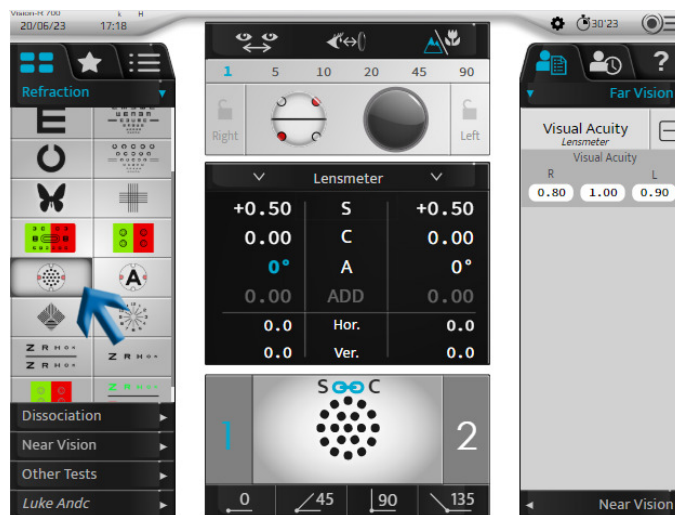 Vision-R 700
20/06/23 17:18
30'23
Refraction
E
A
Z R H O K
Z R H O K
Z R H O K
Dissociation
Near Vision
Other Tests
Luke Andc
1 5 10 20 45 90
Right Left
Lensmeter
+0.50 S +0.50
0.00 C 0.00
0° A 0°
0.00 ADD 0.00
0.0 Hor. 0.0
0.0 Ver. 0.0
S C
1 2
0 45 90 135
?
Far Vision
Visual Acuity
Lensmeter
Visual Acuity
R L
0.80 1.00 0.90
Near Vision